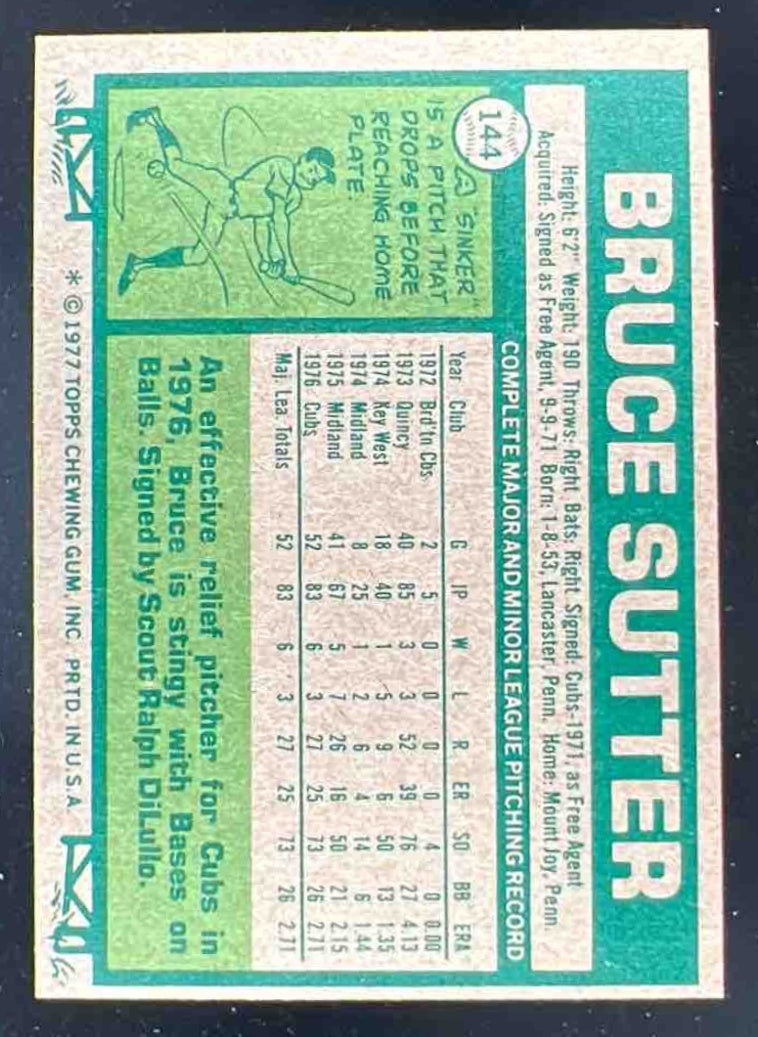 144
BRUCE SUTTER
Height: 6'2" Weight: 190 Throws: Right Bats: Right Signed: Cubs-1971, as Free Agent
Acquired: Signed as Free Agent, 9-9-71 Born: 1-8-53, Lancaster, Penn. Home: Mount Joy, Penn.
COMPLETE MAJOR AND MINOR LEAGUE PITCHING RECORD
A "SINKER"
IS A PITCH THAT
DROPS BEFORE
REACHING HOME
PLATE.
Year Club G IP W L R ER SO BB ERA
1972 Brd'tn Cbs. 2 5 0 0 0 0 4 0 0.00
1973 Quincy 40 85 3 3 52 39 76 27 4.13
1974 Key West 18 40 1 5 9 6 50 13 1.35
1974 Midland 8 25 1 2 6 4 14 6 1.44
1975 Midland 41 67 5 7 26 16 50 21 2.15
1976 Cubs 52 83 6 3 27 25 73 26 2.71
Maj. Lea. Totals 52 83 6 3 27 25 73 26 2.71
An effective relief pitcher for Cubs in
1976, Bruce is stingy with Bases on
Balls. Signed by Scout Ralph DiLullo.
* © 1977 TOPPS CHEWING GUM, INC. PRTD. IN U.S.A.